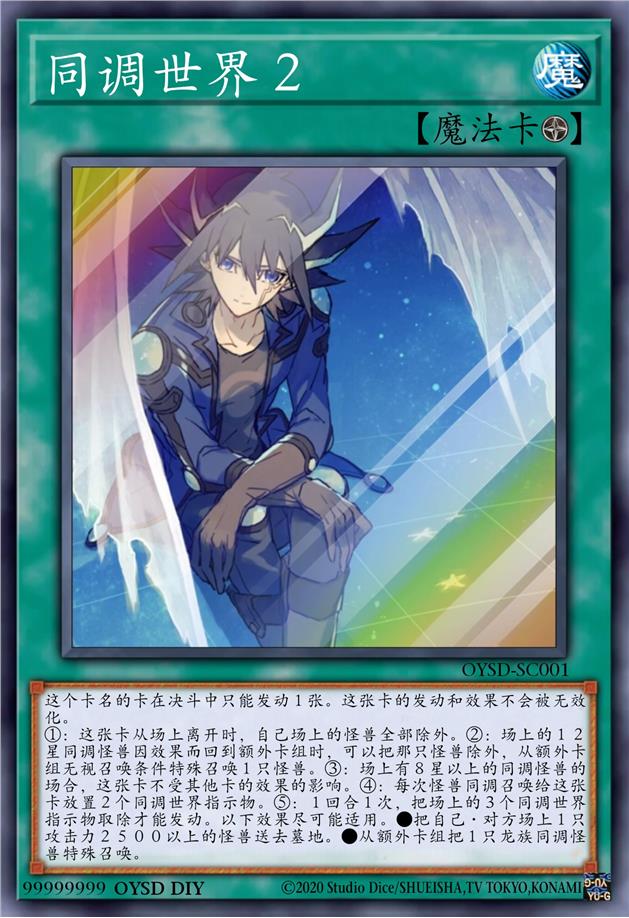 同调世界 2
魔
【魔法卡】
OYSD-SC001
这个卡名的卡在决斗中只能发动1张。这张卡的发动和效果不会被无效
化。
①：这张卡从场上离开时，自己场上的怪兽全部除外。②：场上的12
星同调怪兽因效果而回到额外卡组时，可以把那只怪兽除外，从额外卡
组无视召唤条件特殊召唤1只怪兽。③：场上有8星以上的同调怪兽的
场合，这张卡不受其他卡的效果的影响。④：每次怪兽同调召唤给这张
卡放置2个同调世界指示物。⑤：1回合1次，把场上的3个同调世界
指示物取除才能发动。以下效果尽可能适用。●把自己·对方场上1只
攻击力2500以上的怪兽送去墓地。●从额外卡组把1只龙族同调怪
兽特殊召唤。
99999999 OYSD DIY ©2020 Studio Dice/SHUEISHA,TV TOKYO,KONAMI